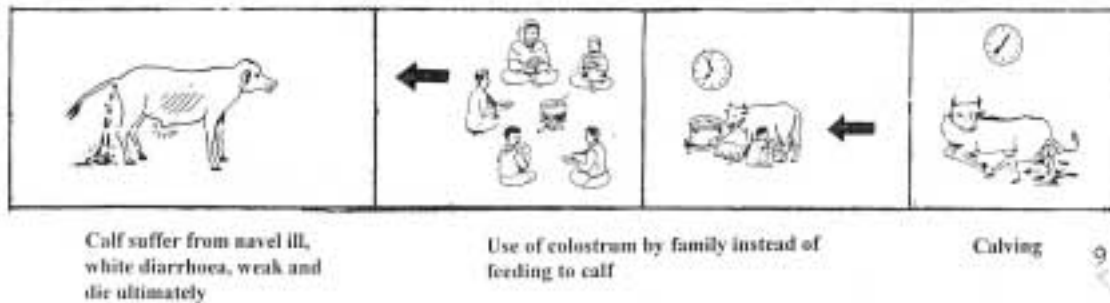 Calf suffer from navel ill,
white diarrhoea, weak and
die ultimately
Use of colostrum by family instead of
feeding to calf
Calving
9